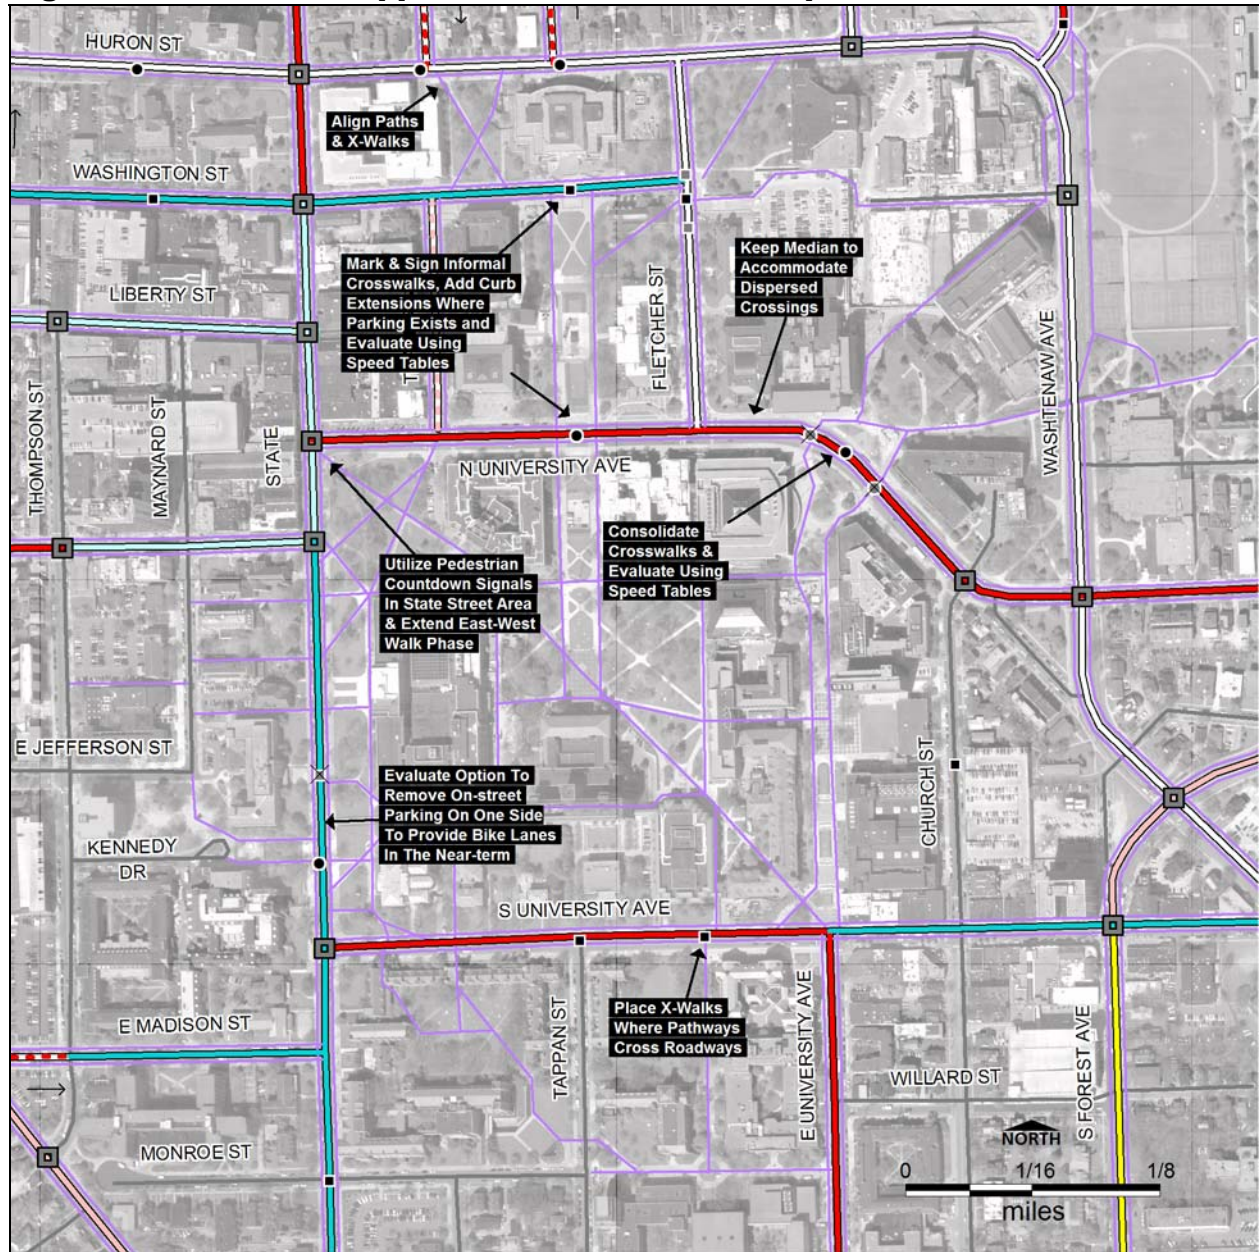 HURON ST
Align Paths
& X-Walks
WASHINGTON ST
Mark & Sign Informal
Crosswalks, Add Curb
Extensions Where
Parking Exists and
Evaluate Using
Speed Tables
Keep Median to
Accommodate
Dispersed
Crossings
LIBERTY ST
FLETCHER ST
THOMPSON ST
MAYNARD ST
STATE
WASHTENAW AVE
N UNIVERSITY AVE
Utilize Pedestrian
Countdown Signals
In State Street Area
& Extend East-West
Walk Phase
Consolidate
Crosswalks &
Evaluate Using
Speed Tables
E JEFFERSON ST
Evaluate Option To
Remove On-street
Parking On One Side
To Provide Bike Lanes
In The Near-term
CHURCH ST
KENNEDY
DR
S UNIVERSITY AVE
Place X-Walks
Where Pathways
Cross Roadways
E MADISON ST
TAPPAN ST
E UNIVERSITY AVE
WILLARD ST
S FOREST AVE
MONROE ST
NORTH
0 1/16 1/8
miles